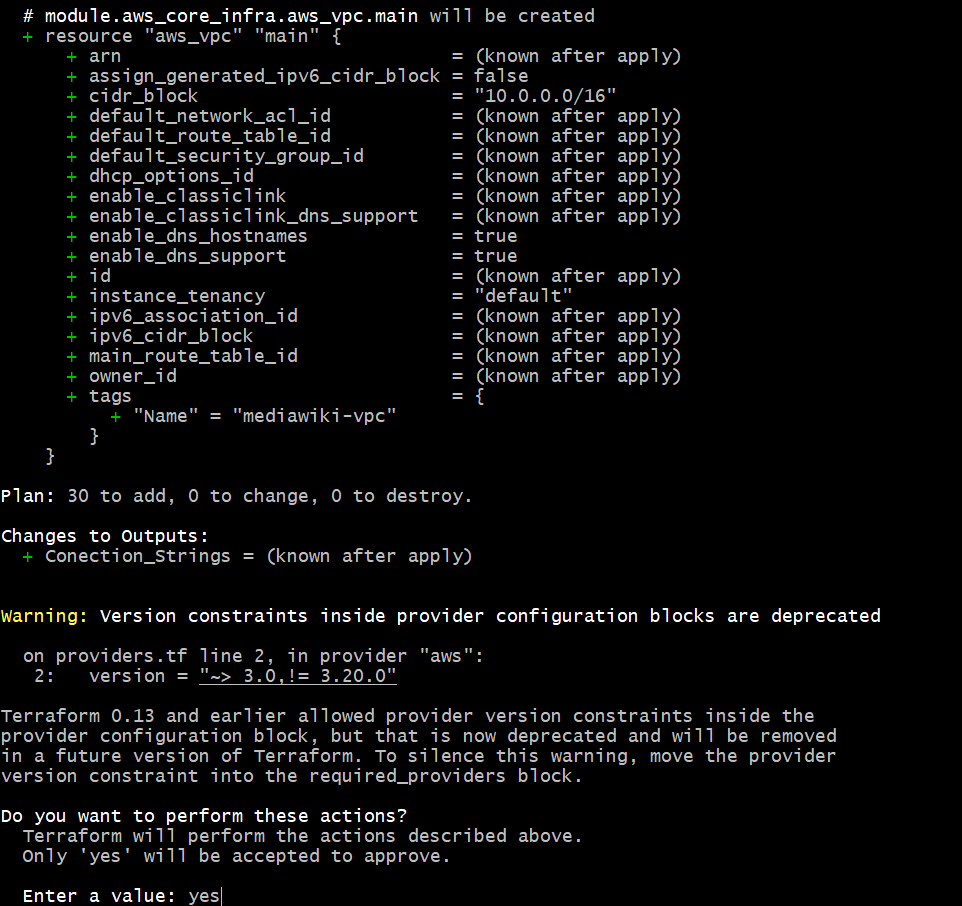 # module.aws_core_infra.aws_vpc.main will be created
+ resource "aws_vpc" "main" {
+ arn = (known after apply)
+ assign_generated_ipv6_cidr_block = false
+ cidr_block = "10.0.0.0/16"
+ default_network_acl_id = (known after apply)
+ default_route_table_id = (known after apply)
+ default_security_group_id = (known after apply)
+ dhcp_options_id = (known after apply)
+ enable_classiclink = (known after apply)
+ enable_classiclink_dns_support = (known after apply)
+ enable_dns_hostnames = true
+ enable_dns_support = true
+ id = (known after apply)
+ instance_tenancy = "default"
+ ipv6_association_id = (known after apply)
+ ipv6_cidr_block = (known after apply)
+ main_route_table_id = (known after apply)
+ owner_id = (known after apply)
+ tags = {
+ "Name" = "mediawiki-vpc"
}
}
Plan: 30 to add, 0 to change, 0 to destroy.
Changes to Outputs:
+ Conection_Strings = (known after apply)
Warning: Version constraints inside provider configuration blocks are deprecated
on providers.tf line 2, in provider "aws":
2: version = "~> 3.0,!= 3.20.0"
Terraform 0.13 and earlier allowed provider version constraints inside the
provider configuration block, but that is now deprecated and will be removed
in a future version of Terraform. To silence this warning, move the provider
version constraint into the required_providers block.
Do you want to perform these actions?
Terraform will perform the actions described above.
Only 'yes' will be accepted to approve.
Enter a value: yes